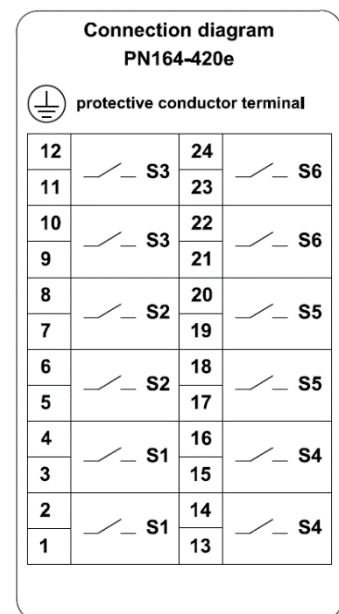 Connection diagram
PN164-420e
protective conductor terminal
12 S3 24 S6
11 23
10 S3 22 S6
9 21
8 S2 20 S5
7 19
6 S2 18 S5
5 17
4 S1 16 S4
3 15
2 S1 14 S4
1 13